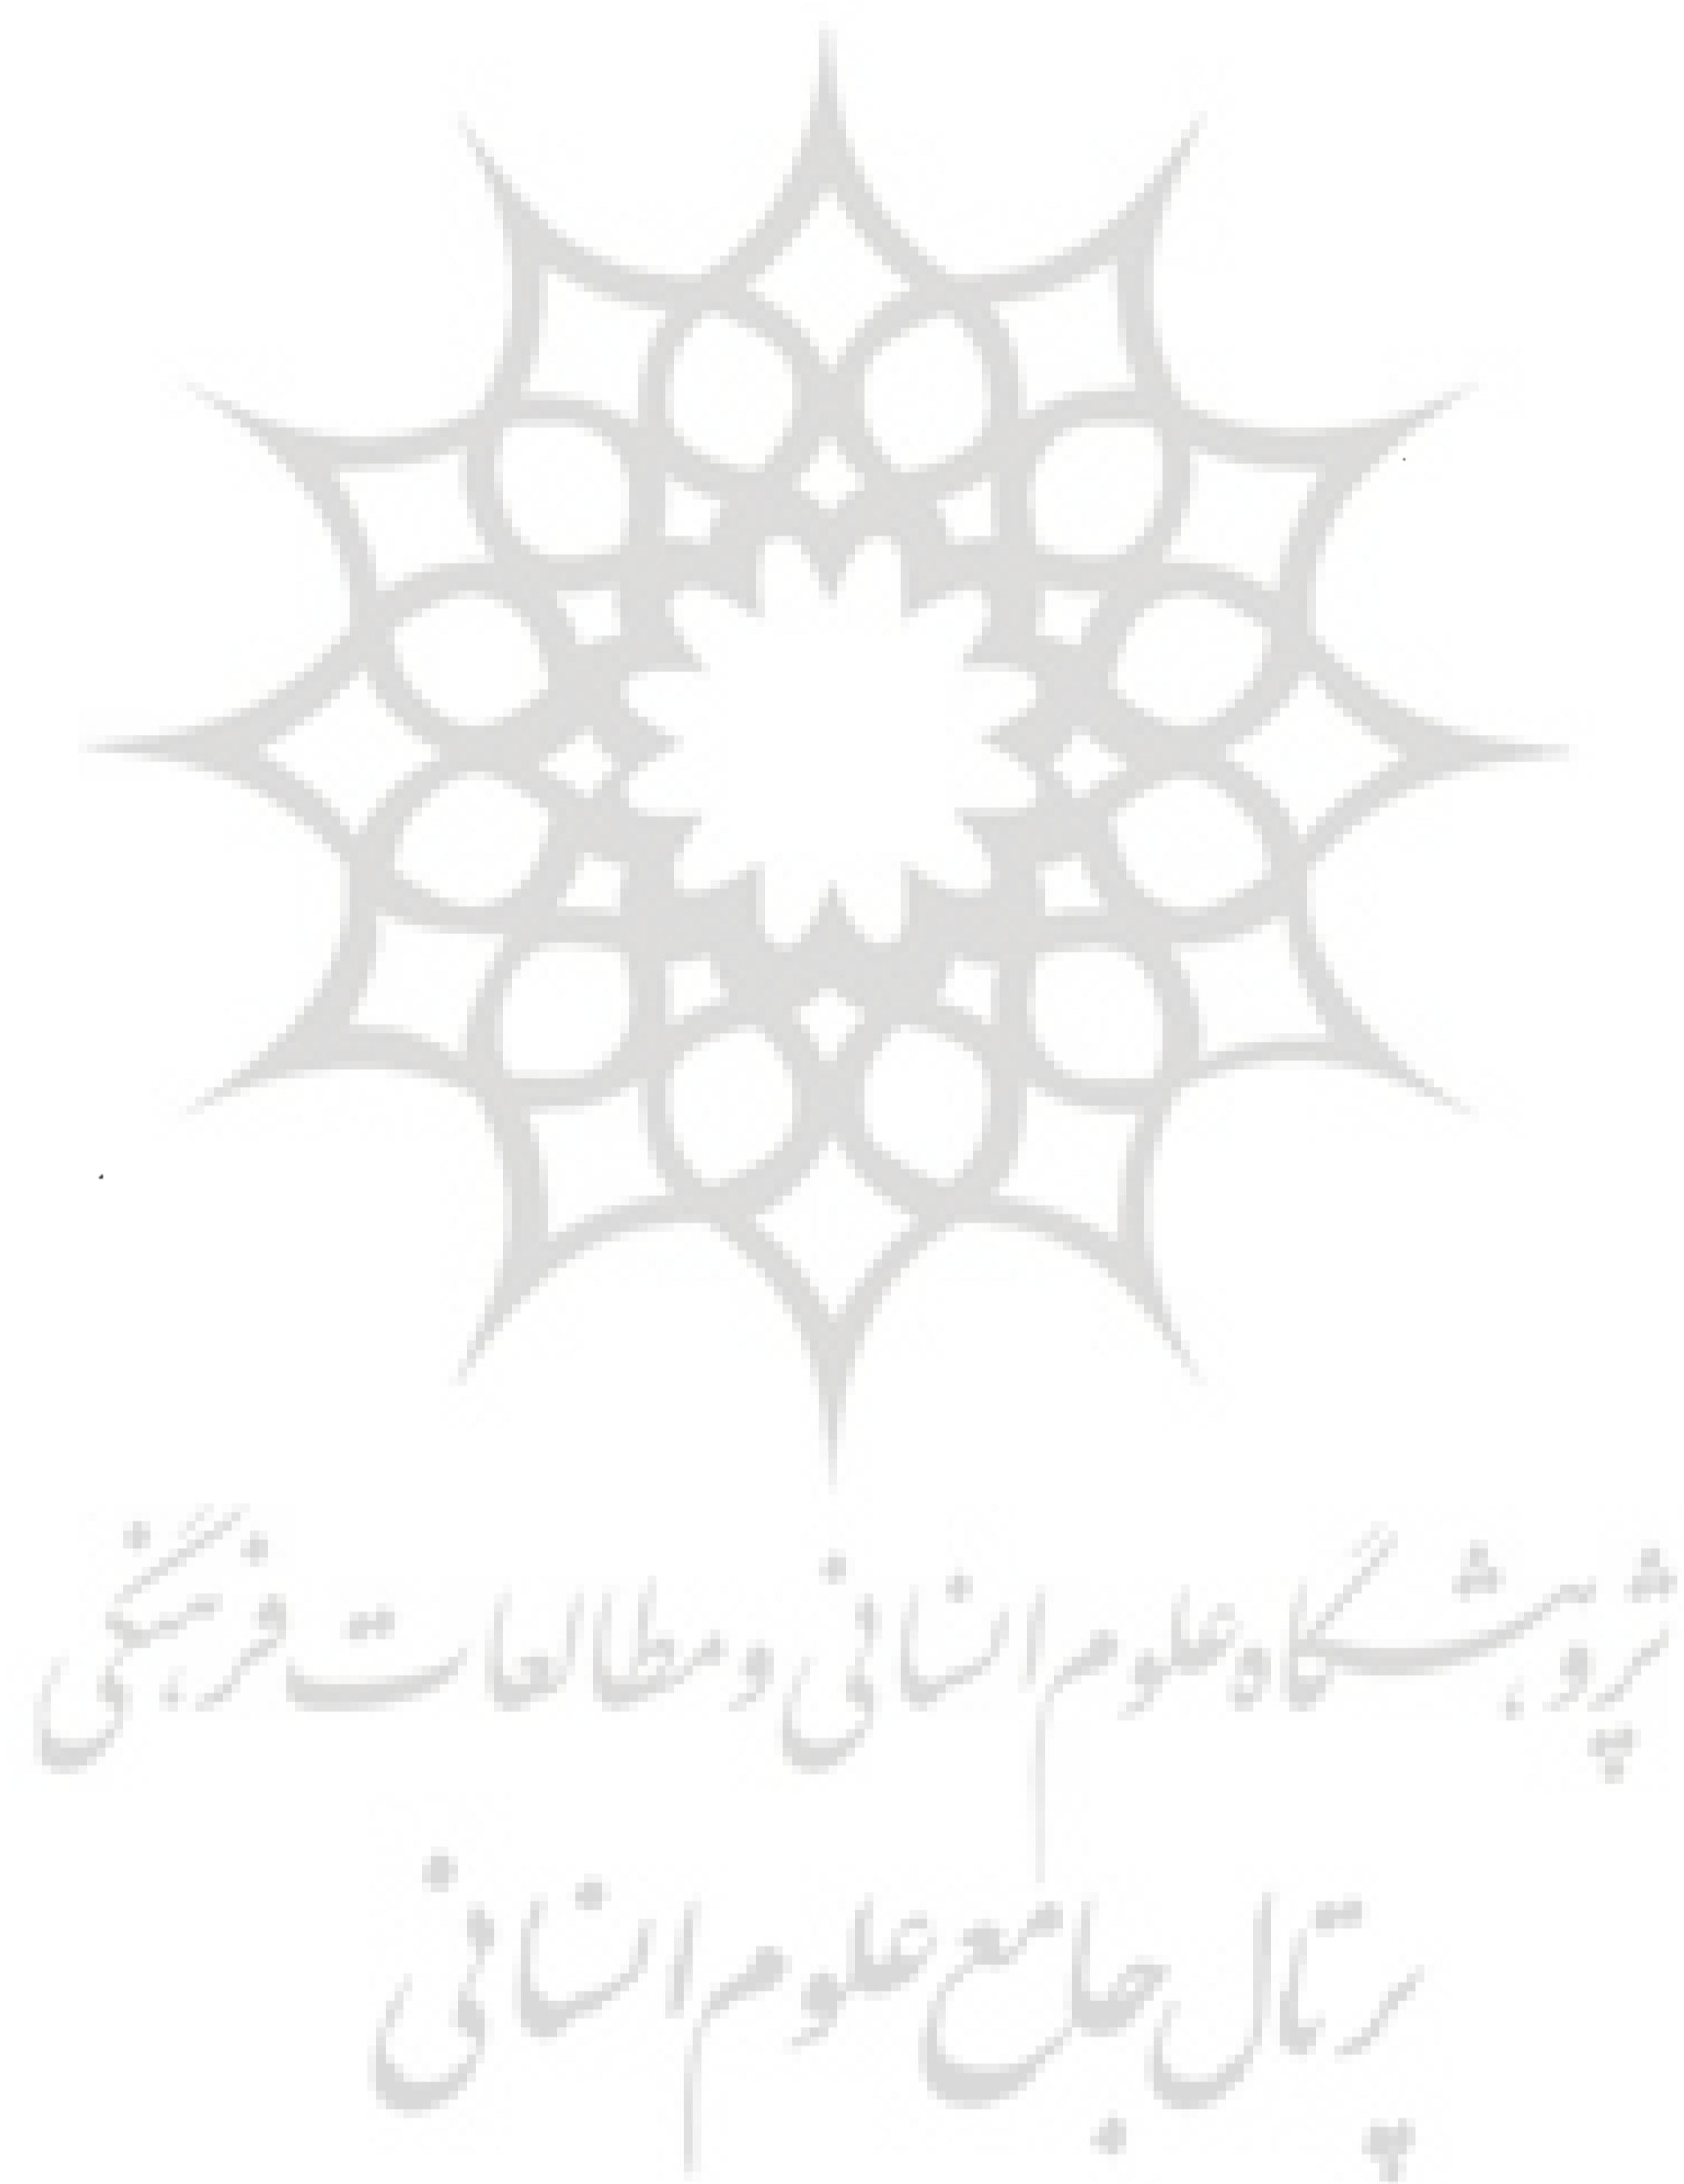 پژوهشگاه علوم انسانی و مطالعات فرهنگی
پرتال جامع علوم انسانی